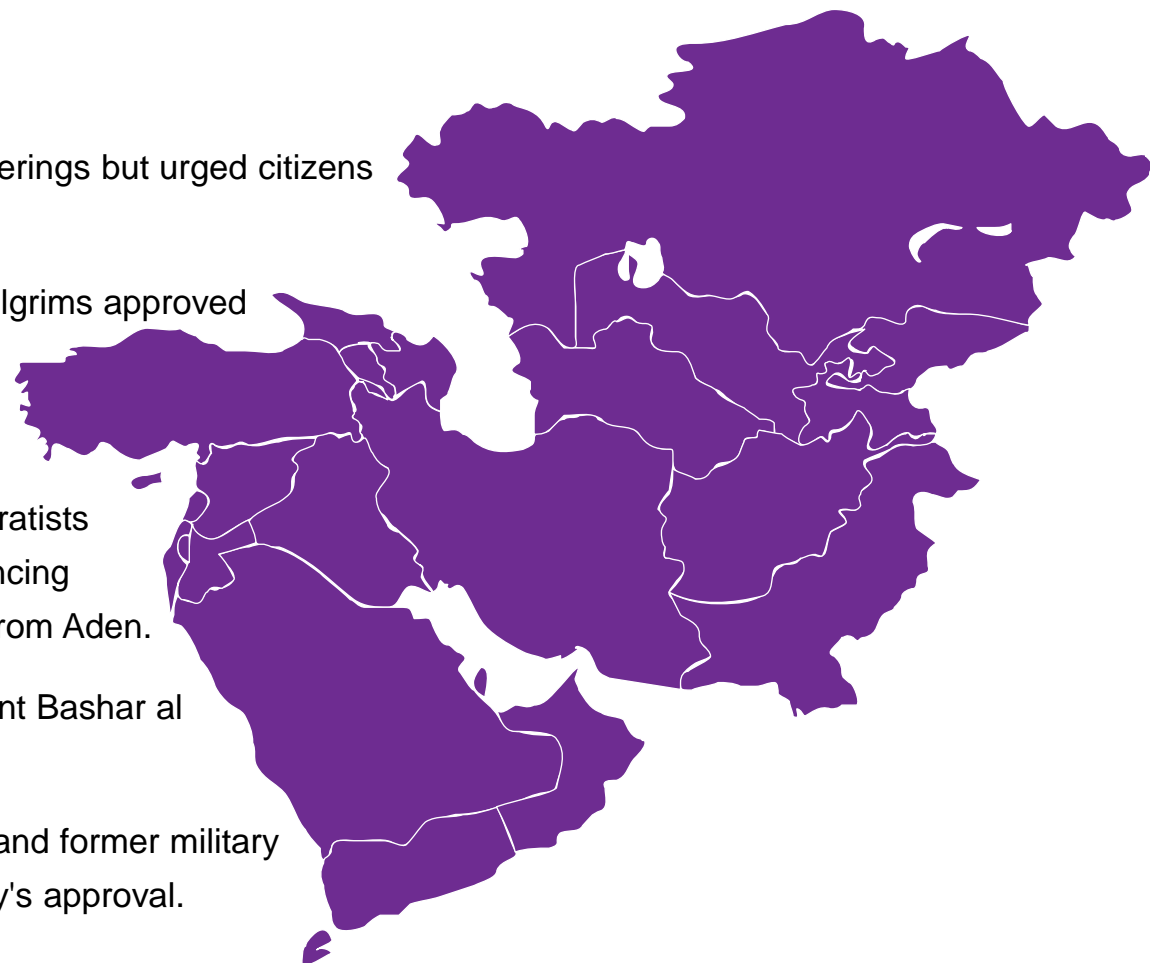 erings but urged citizens
lgrims approved
ratists
ncing
rom Aden.
nt Bashar al
and former military
y's approval.